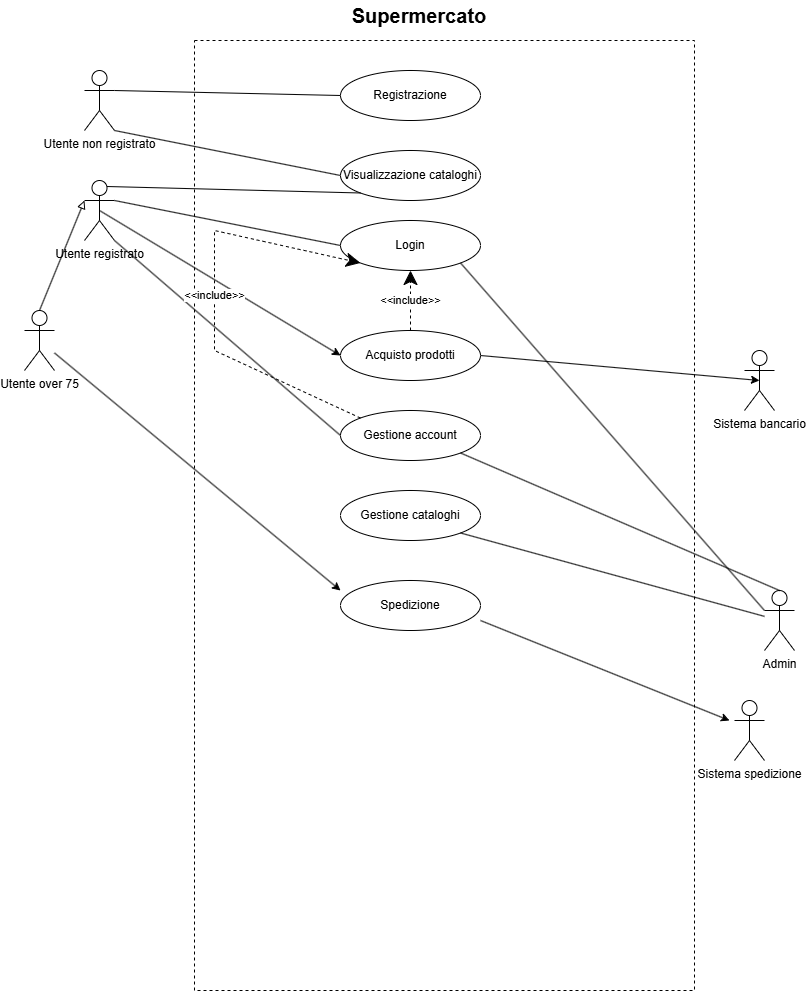 Supermercato
Registrazione
Utente non registrato
Visualizzazione cataloghi
Login
Utente registrato
<<include>>
<<include>>
Acquisto prodotti
Utente over 75
Sistema bancario
Gestione account
Gestione cataloghi
Spedizione
Admin
Sistema spedizione